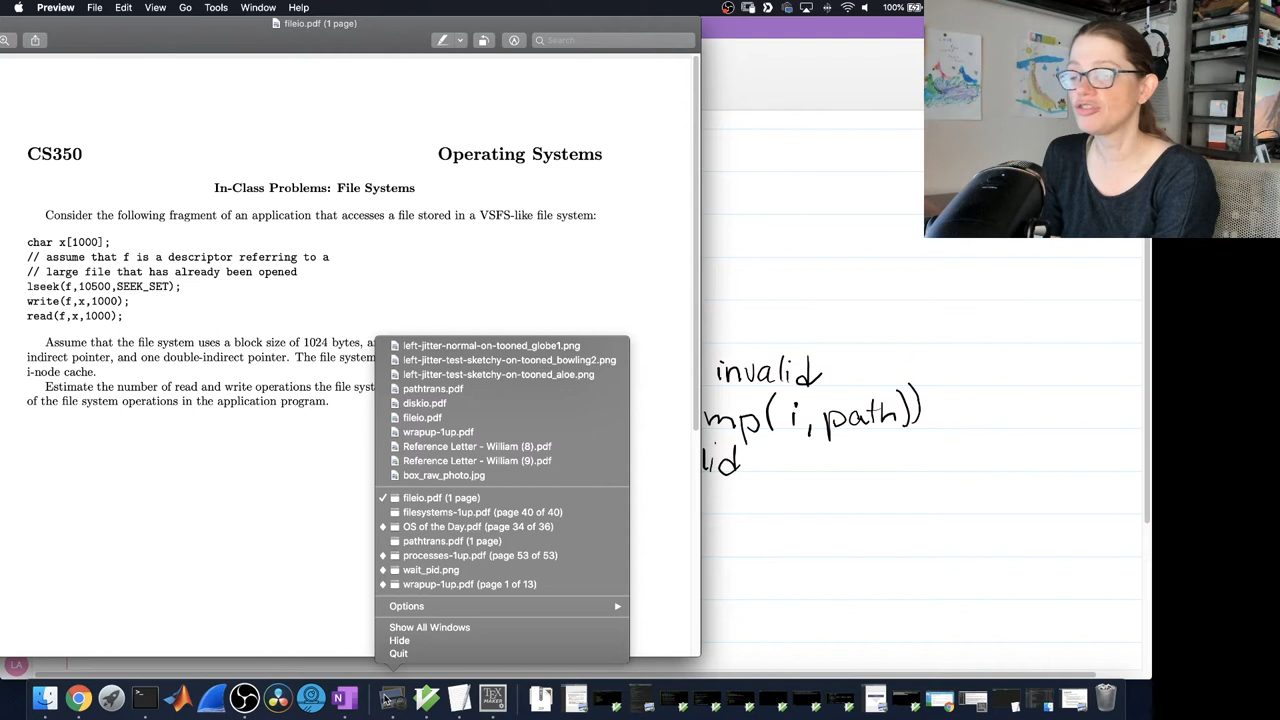 Preview File Edit View Go Tools Window Help
100%
fileio.pdf (1 page)
Search
CS350 Operating Systems
In-Class Problems: File Systems
Consider the following fragment of an application that accesses a file stored in a VSFS-like file system:
char x[1000];
// assume that f is a descriptor referring to a
// large file that has already been opened
lseek(f,10500,SEEK_SET);
write(f,x,1000);
read(f,x,1000);
Assume that the file system uses a block size of 1024 bytes, a
indirect pointer, and one double-indirect pointer. The file system
i-node cache.
Estimate the number of read and write operations the file syst
of the file system operations in the application program.
left-jitter-normal-on-tooned_globe1.png
left-jitter-test-sketchy-on-tooned_bowling2.png
left-jitter-test-sketchy-on-tooned_aloe.png
pathtrans.pdf
diskio.pdf
fileio.pdf
wrapup-1up.pdf
Reference Letter - William (8).pdf
Reference Letter - William (9).pdf
box_raw_photo.jpg
fileio.pdf (1 page)
filesystems-1up.pdf (page 40 of 40)
OS of the Day.pdf (page 34 of 36)
pathtrans.pdf (1 page)
processes-1up.pdf (page 53 of 53)
wait_pid.png
wrapup-1up.pdf (page 1 of 13)
Options
Show All Windows
Hide
Quit
invalid
mp(i, path))
lid
LA
TEX
MAKER